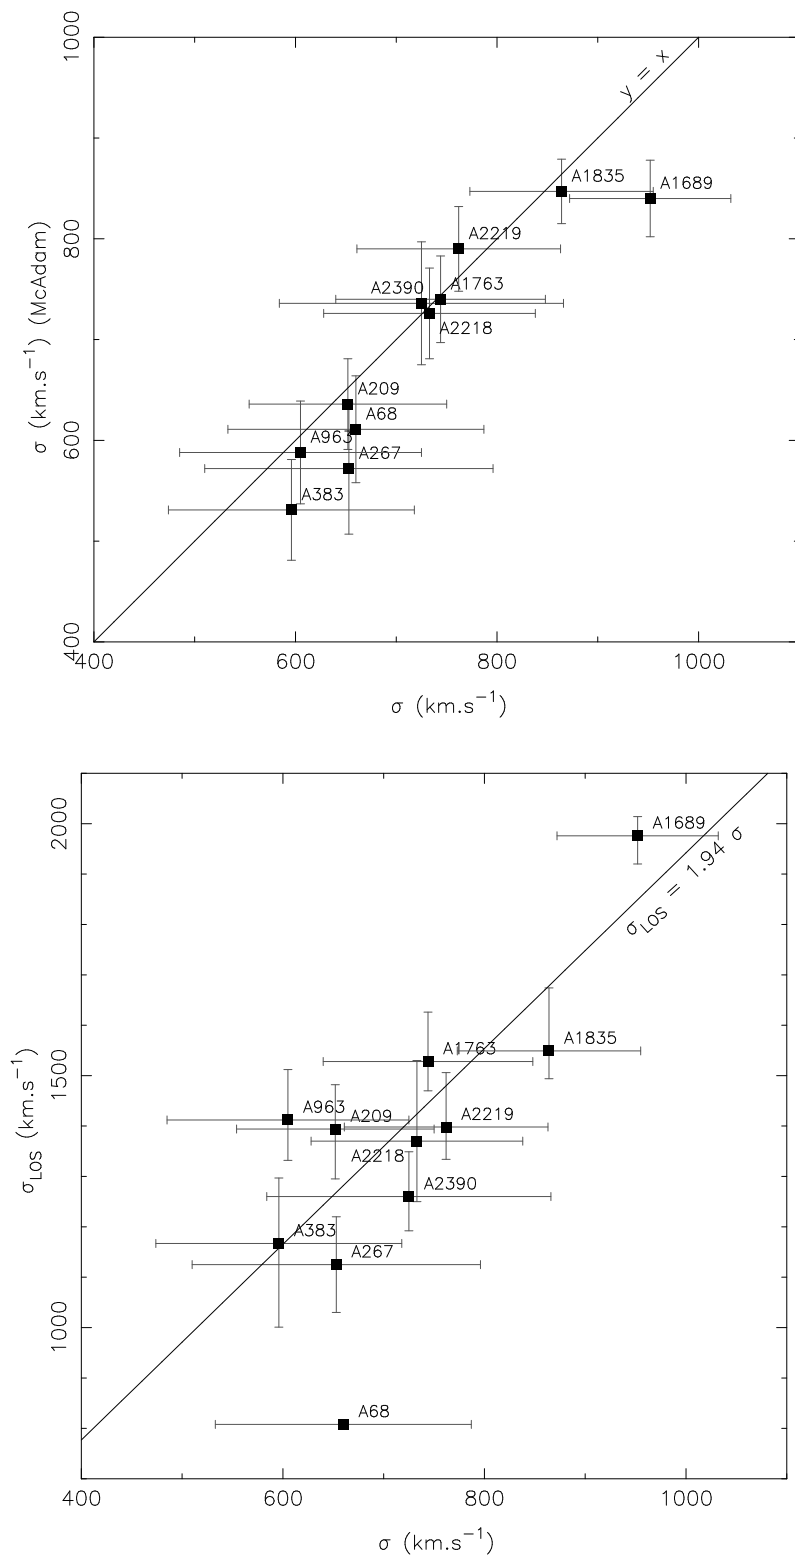 1000
y = x
A1835
A1689
800
A2219
A2390
A1763
A2218
σ (km.s⁻¹) (McAdam)
A209
A68
600
A963
A267
A383
400
400 600 800 1000
σ (km.s⁻¹)
2000
A1689
σLOS = 1.94 σ
A1835
A1763
1500
A963
A209
A2219
A2218
σLOS (km.s⁻¹)
A2390
A383
A267
1000
A68
400 600 800 1000
σ (km.s⁻¹)